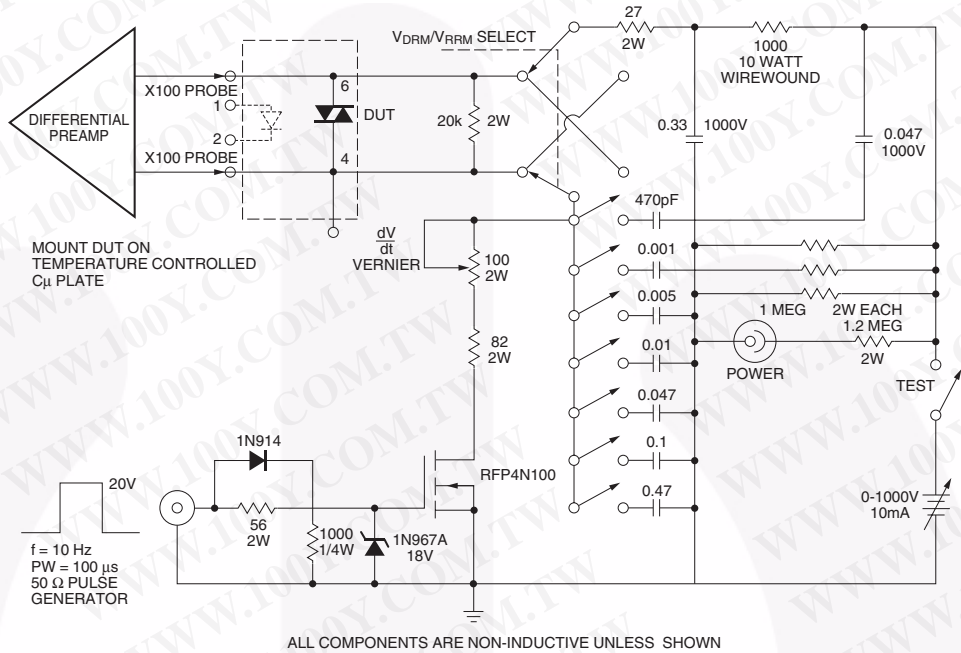 27
2W
VDRM/VRRM SELECT
1000
10 WATT
WIREWOUND
X100 PROBE
6
DUT
DIFFERENTIAL
PREAMP
1
2
20k
2W
0.33
1000V
0.047
1000V
X100 PROBE
4
470pF
MOUNT DUT ON
TEMPERATURE CONTROLLED
Cµ PLATE
dV
dt
VERNIER
100
2W
0.001
0.005
1 MEG
2W EACH
1.2 MEG
82
2W
0.01
2W
POWER
TEST
0.047
1N914
RFP4N100
0.1
20V
0.47
0-1000V
10mA
56
2W
1000
1/4W
1N967A
18V
f = 10 Hz
PW = 100 µs
50 Ω PULSE
GENERATOR
ALL COMPONENTS ARE NON-INDUCTIVE UNLESS SHOWN
WWW.100Y.COM.TW